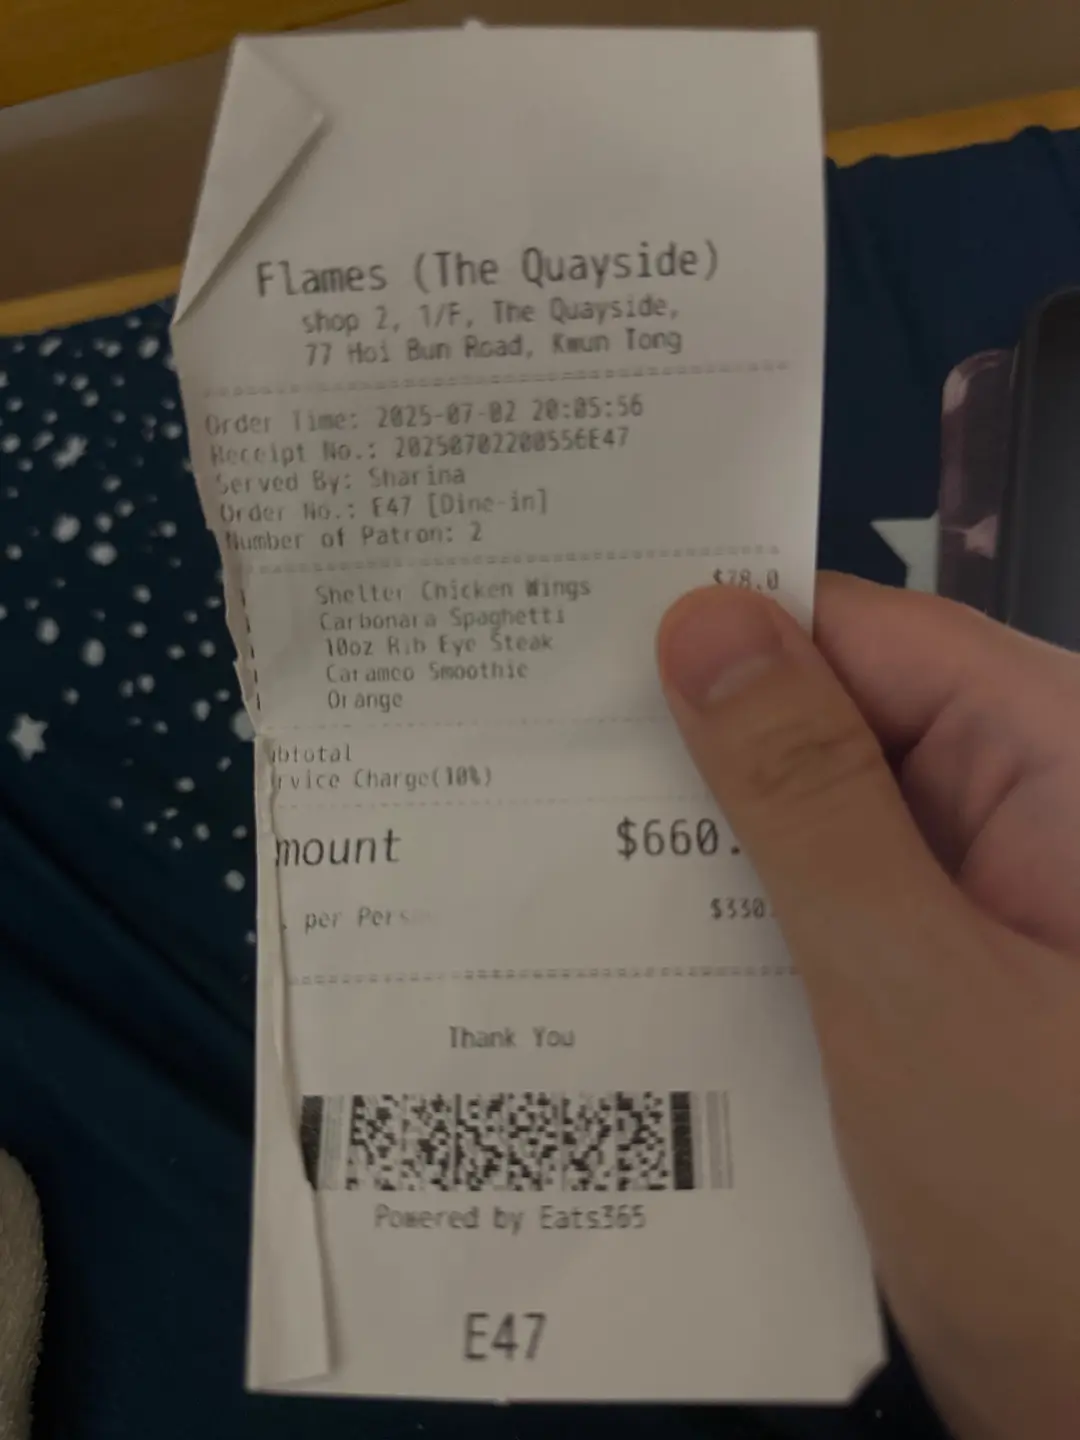 Flames (The Quayside)
shop 2, 1/F, The Quayside,
77 Hoi Bun Road, Kwun Tong
Order Time: 2025-07-02 20:05:56
Receipt No.: 20250702200556E47
Served By: Sharina
Order No.: E47 [Dine-in]
Number of Patron: 2
Shelter Chicken Wings $78.0
Carbonara Spaghetti
10oz Rib Eye Steak
Carameo Smoothie
Orange
ubtotal
rvice Charge(10%)
mount $660.
. per Perso $330.
Thank You
Powered by Eats365
E47